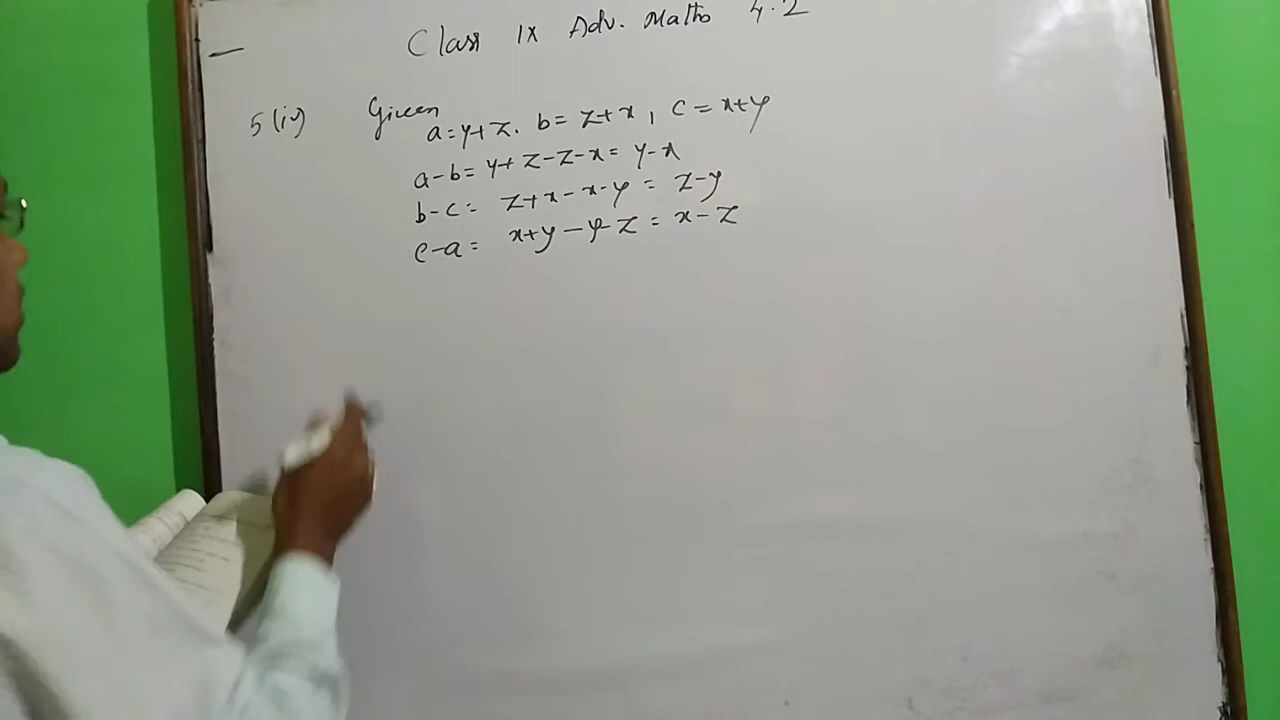 Class IX Adv. Maths 4.2
5(iv) Given
a=y+z. b= z+x, c= x+y
a-b= y+z-z-x= y-x
b-c= z+x-x-y= z-y
c-a= x+y-y-z= x-z